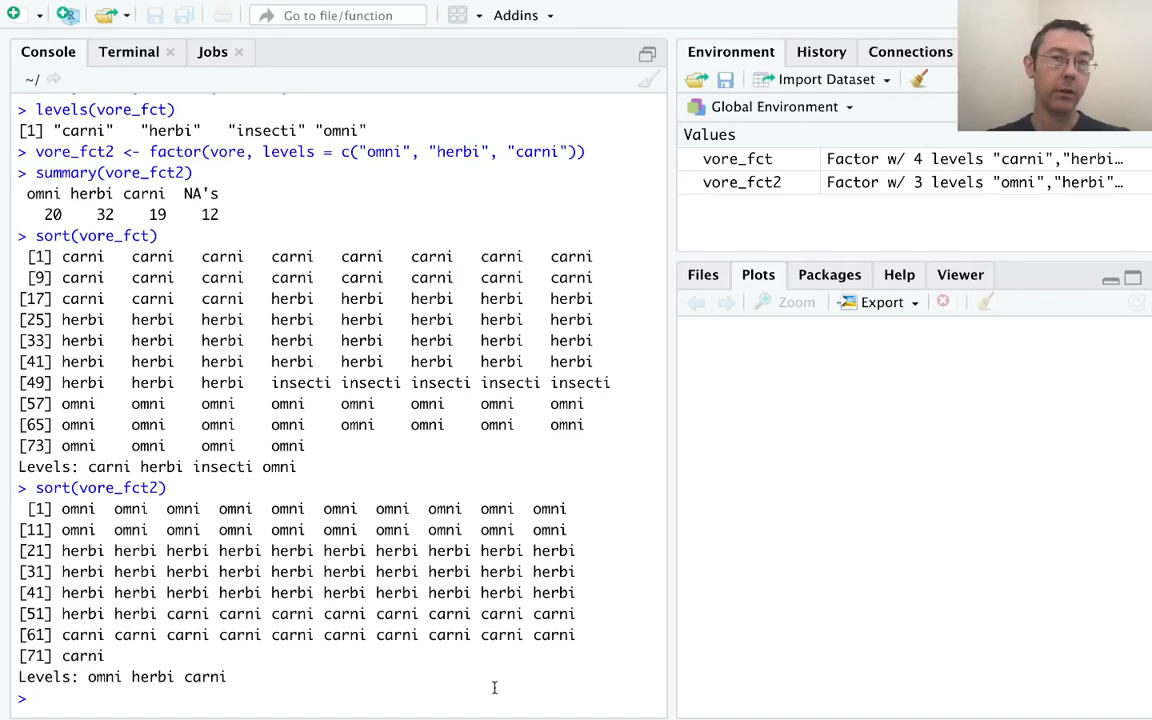 Go to file/function
Addins
Console Terminal Jobs
~/
> levels(vore_fct)
[1] "carni" "herbi" "insecti" "omni"
> vore_fct2 <- factor(vore, levels = c("omni", "herbi", "carni"))
> summary(vore_fct2)
omni herbi carni NA's
20 32 19 12
> sort(vore_fct)
[1] carni carni carni carni carni carni carni carni
[9] carni carni carni carni carni carni carni carni
[17] carni carni carni herbi herbi herbi herbi herbi
[25] herbi herbi herbi herbi herbi herbi herbi herbi
[33] herbi herbi herbi herbi herbi herbi herbi herbi
[41] herbi herbi herbi herbi herbi herbi herbi herbi
[49] herbi herbi herbi insecti insecti insecti insecti insecti
[57] omni omni omni omni omni omni omni omni
[65] omni omni omni omni omni omni omni omni
[73] omni omni omni omni
Levels: carni herbi insecti omni
> sort(vore_fct2)
[1] omni omni omni omni omni omni omni omni omni omni
[11] omni omni omni omni omni omni omni omni omni omni
[21] herbi herbi herbi herbi herbi herbi herbi herbi herbi herbi
[31] herbi herbi herbi herbi herbi herbi herbi herbi herbi herbi
[41] herbi herbi herbi herbi herbi herbi herbi herbi herbi herbi
[51] herbi herbi carni carni carni carni carni carni carni carni
[61] carni carni carni carni carni carni carni carni carni carni
[71] carni
Levels: omni herbi carni
>
Environment History Connections
Import Dataset
Global Environment
Values
vore_fct Factor w/ 4 levels "carni","herbi…
vore_fct2 Factor w/ 3 levels "omni","herbi"…
Files Plots Packages Help Viewer
Zoom Export